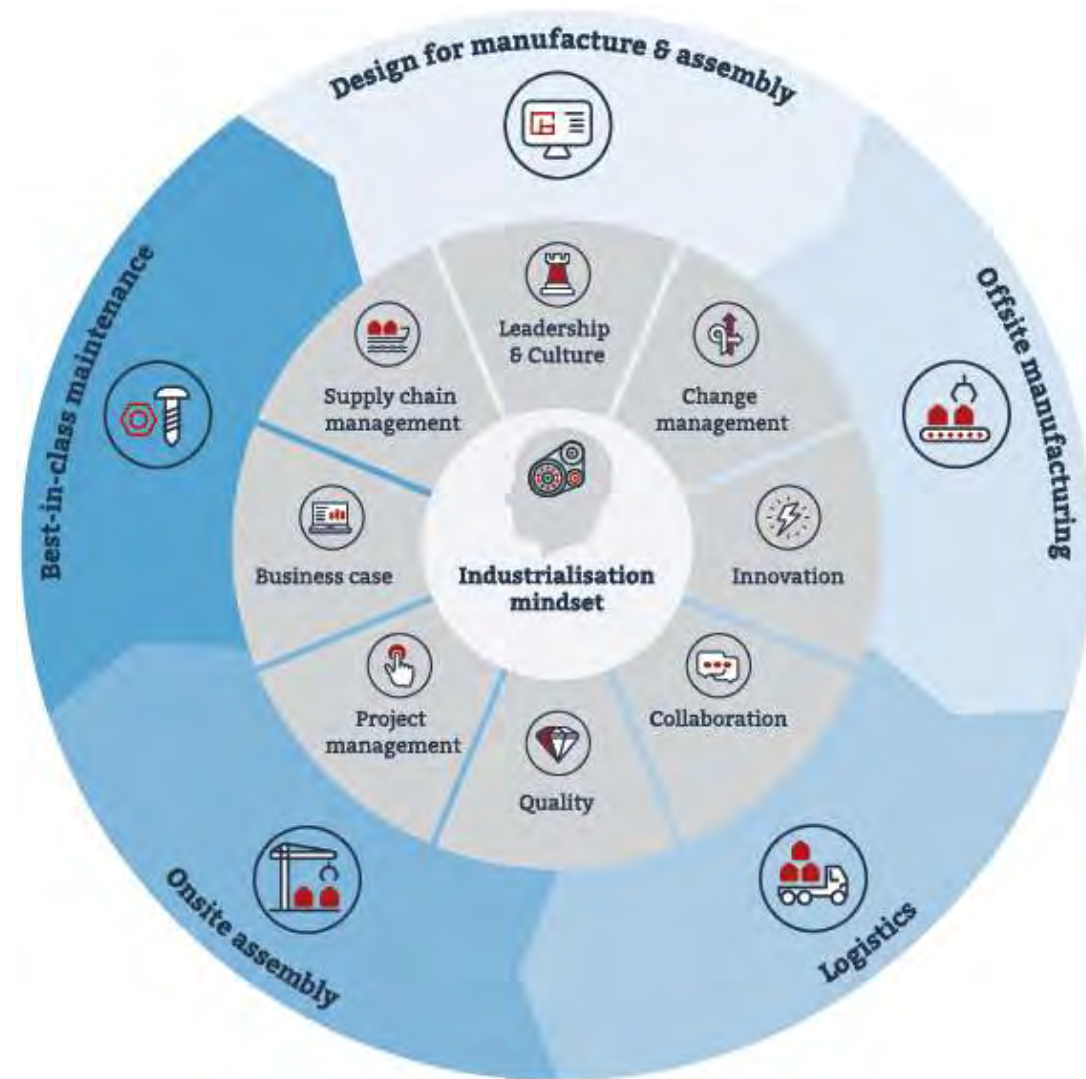 Design for manufacture & assembly
Offsite manufacturing
Logistics
Onsite assembly
Best-in-class maintenance
Leadership
& Culture
Change
management
Innovation
Collaboration
Quality
Project
management
Business case
Supply chain
management
Industrialisation
mindset